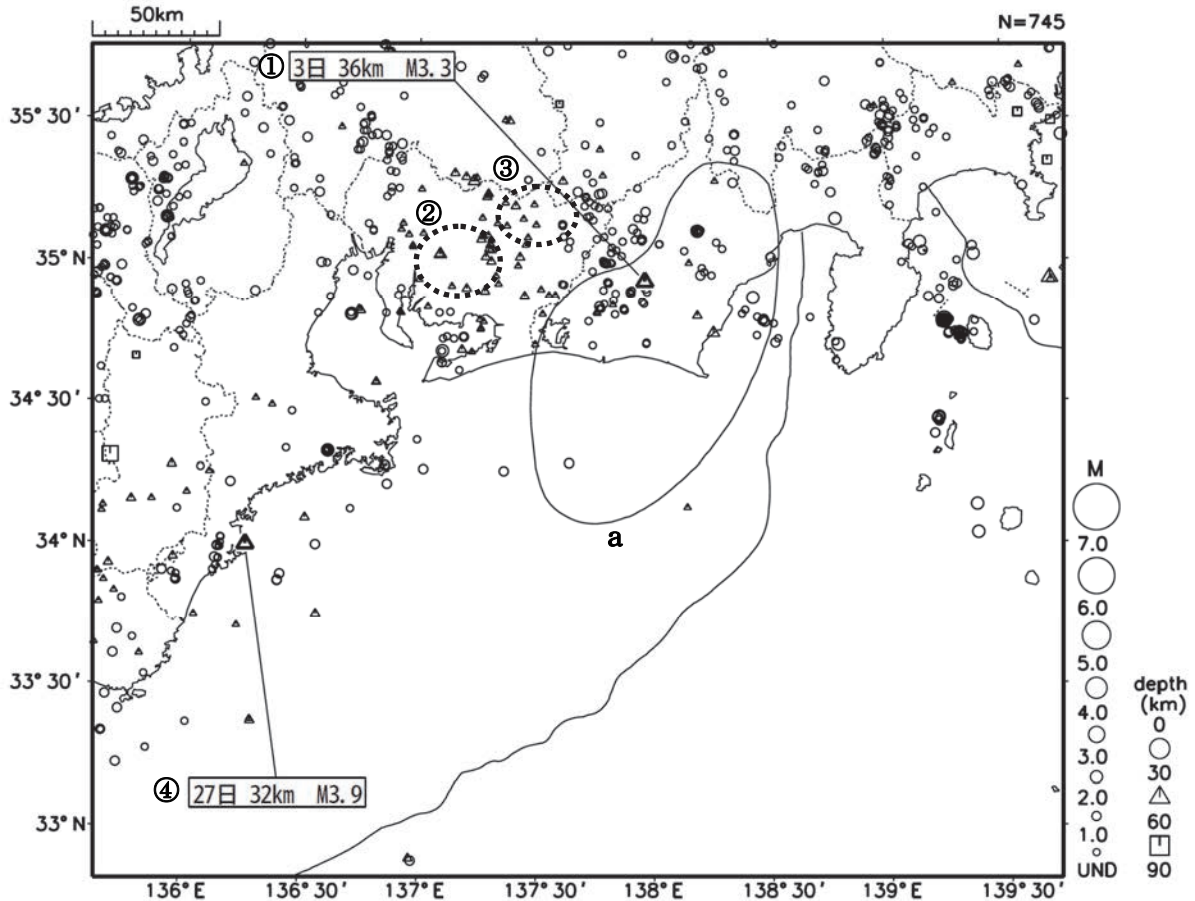 50km
N=745
① 3日 36km M3.3
35°30′
③
②
35°N
34°30′
a
34°N
33°30′
④ 27日 32km M3.9
33°N
136°E
136°30′
137°E
137°30′
138°E
138°30′
139°E
139°30′
M
7.0
6.0
5.0
4.0
3.0
2.0
1.0
UND
depth
(km)
0
30
60
90